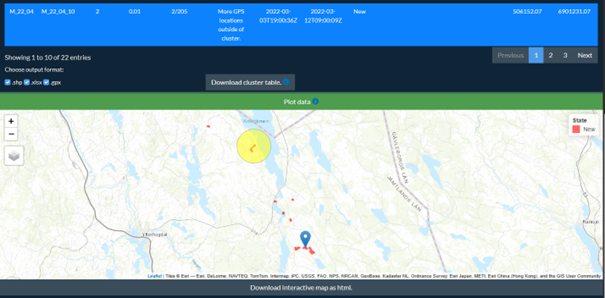 M_22_04 M_22_04_10 2 0.01 2/205 More GPS locations outside of cluster. 2022-03-03T19:00:36Z 2022-03-12T09:00:09Z New 506152.07 6901231.07
Showing 1 to 10 of 22 entries
Previous 1 2 3 Next
Choose output format:
.shp .xlsx .gpx
Download cluster table.
Plot data
+
−
State
New
GÄVLEBORGS LÄN
JÄMTLANDS LÄN
Ytterhogdal
Leaflet | Tiles © Esri — Esri, DeLorme, NAVTEQ, TomTom, Intermap, iPC, USGS, FAO, NPS, NRCAN, GeoBase, Kadaster NL, Ordnance Survey, Esri Japan, METI, Esri China (Hong Kong), and the GIS User Community
Download interactive map as html.